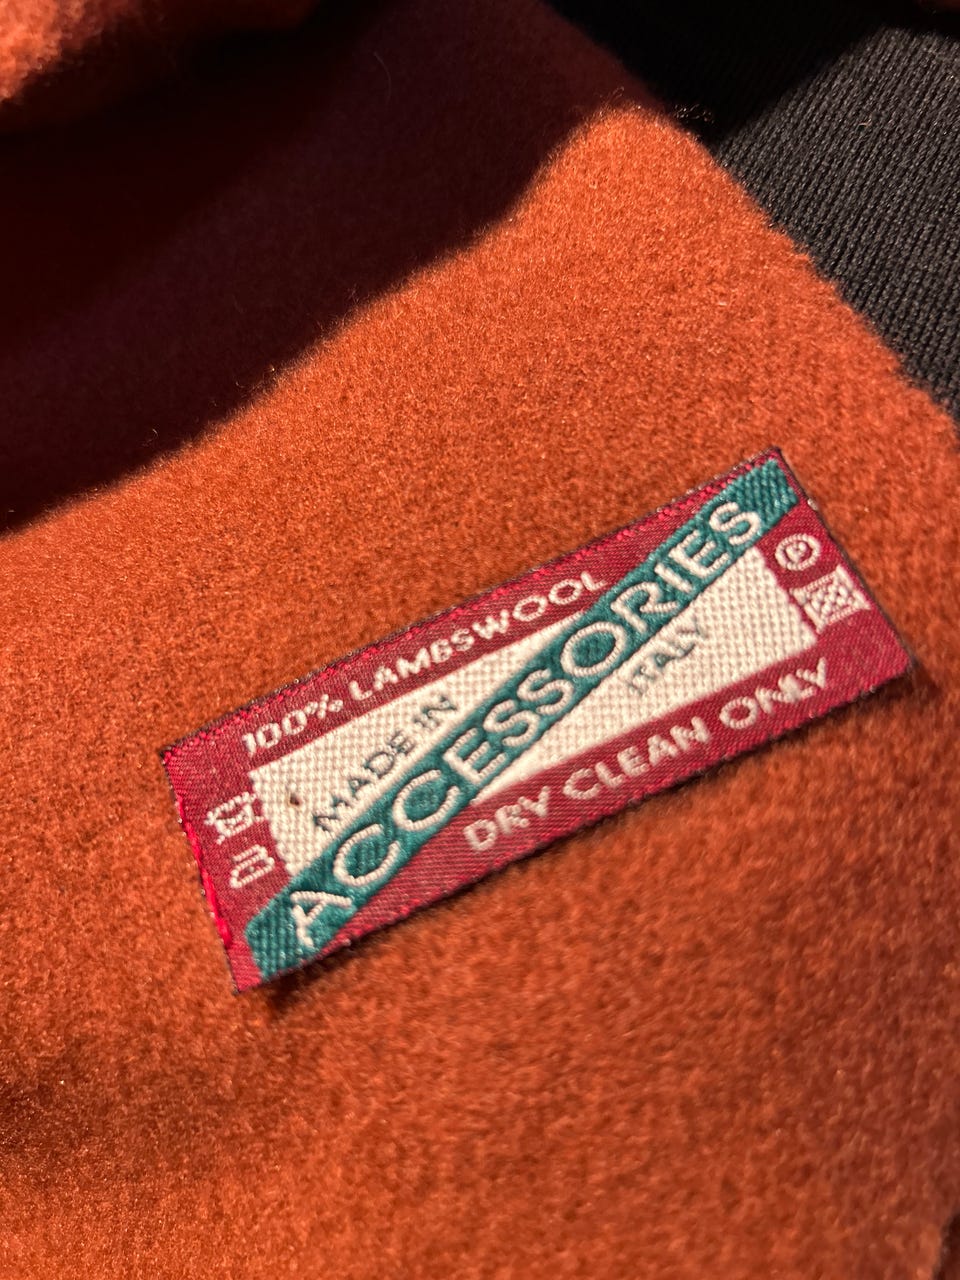 100% LAMBSWOOL
MADE IN
ACCESSORIES
ITALY
DRY CLEAN ONLY
P